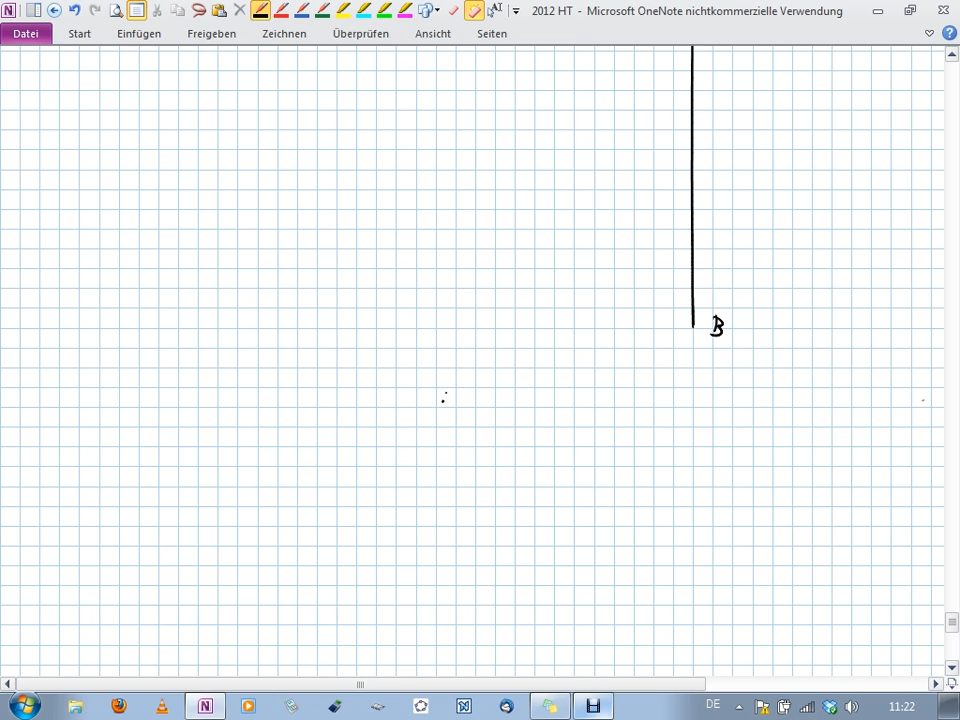 2012 HT - Microsoft OneNote nichtkommerzielle Verwendung
Datei Start Einfügen Freigeben Zeichnen Überprüfen Ansicht Seiten
B
DE 11:22